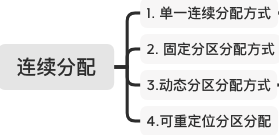 连续分配
1. 单一连续分配方式
2. 固定分区分配方式
3.动态分区分配方式
4.可重定位分区分配